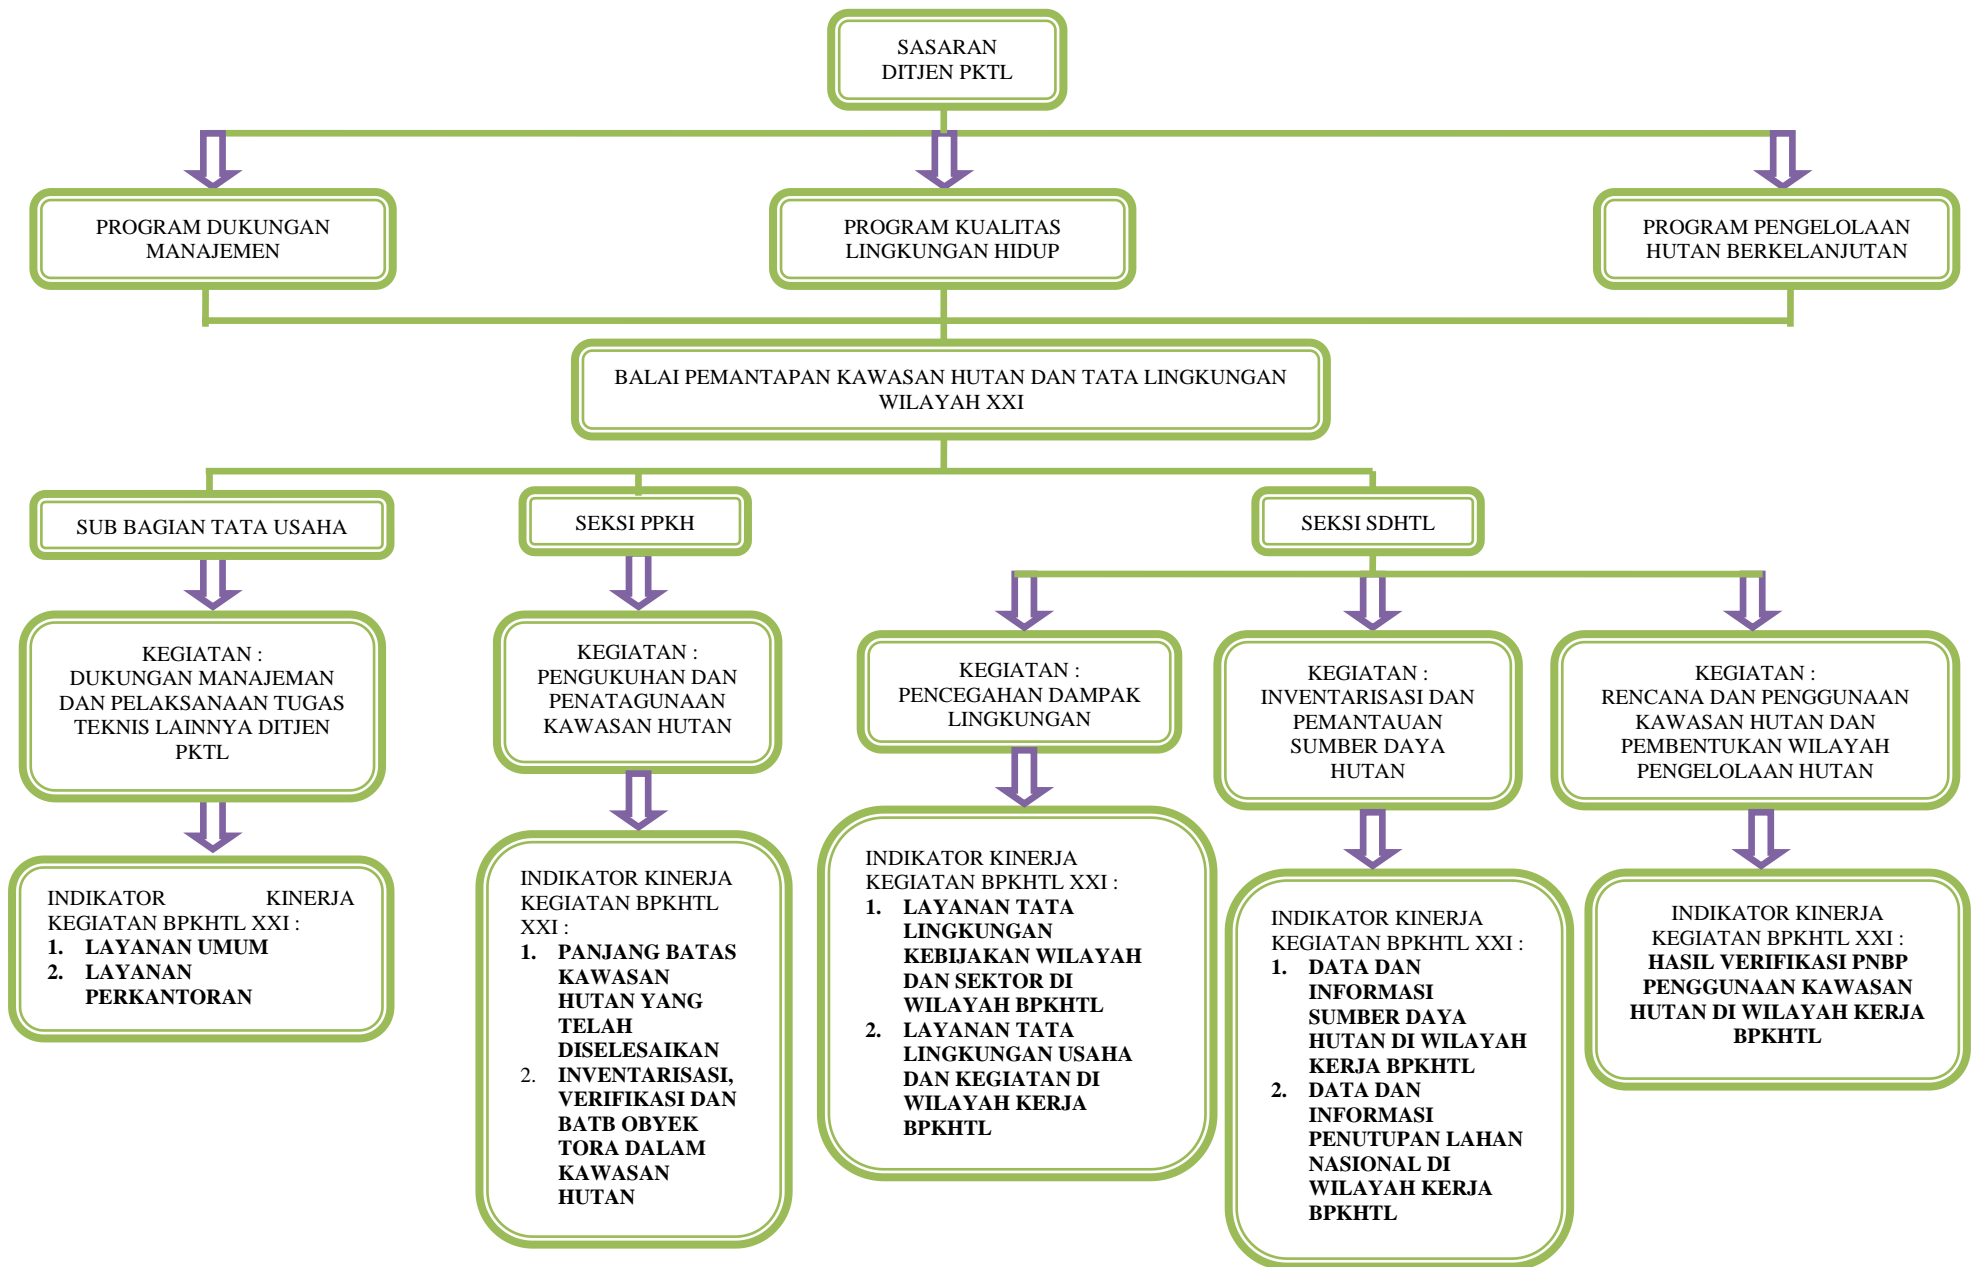 SASARAN
DITJEN PKTL
PROGRAM DUKUNGAN
MANAJEMEN
PROGRAM KUALITAS
LINGKUNGAN HIDUP
PROGRAM PENGELOLAAN
HUTAN BERKELANJUTAN
BALAI PEMANTAPAN KAWASAN HUTAN DAN TATA LINGKUNGAN
WILAYAH XXI
SUB BAGIAN TATA USAHA
SEKSI PPKH
SEKSI SDHTL
KEGIATAN :
DUKUNGAN MANAJEMAN
DAN PELAKSANAAN TUGAS
TEKNIS LAINNYA DITJEN
PKTL
KEGIATAN :
PENGUKUHAN DAN
PENATAGUNAAN
KAWASAN HUTAN
KEGIATAN :
PENCEGAHAN DAMPAK
LINGKUNGAN
KEGIATAN :
INVENTARISASI DAN
PEMANTAUAN
SUMBER DAYA
HUTAN
KEGIATAN :
RENCANA DAN PENGGUNAAN
KAWASAN HUTAN DAN
PEMBENTUKAN WILAYAH
PENGELOLAAN HUTAN
INDIKATOR KINERJA
KEGIATAN BPKHTL XXI :
1. LAYANAN UMUM
2. LAYANAN
PERKANTORAN
INDIKATOR KINERJA
KEGIATAN BPKHTL
XXI :
1. PANJANG BATAS
KAWASAN
HUTAN YANG
TELAH
DISELESAIKAN
2. INVENTARISASI,
VERIFIKASI DAN
BATB OBYEK
TORA DALAM
KAWASAN
HUTAN
INDIKATOR KINERJA
KEGIATAN BPKHTL XXI :
1. LAYANAN TATA
LINGKUNGAN
KEBIJAKAN WILAYAH
DAN SEKTOR DI
WILAYAH BPKHTL
2. LAYANAN TATA
LINGKUNGAN USAHA
DAN KEGIATAN DI
WILAYAH KERJA
BPKHTL
INDIKATOR KINERJA
KEGIATAN BPKHTL XXI :
1. DATA DAN
INFORMASI
SUMBER DAYA
HUTAN DI WILAYAH
KERJA BPKHTL
2. DATA DAN
INFORMASI
PENUTUPAN LAHAN
NASIONAL DI
WILAYAH KERJA
BPKHTL
INDIKATOR KINERJA
KEGIATAN BPKHTL XXI :
HASIL VERIFIKASI PNBP
PENGGUNAAN KAWASAN
HUTAN DI WILAYAH KERJA
BPKHTL